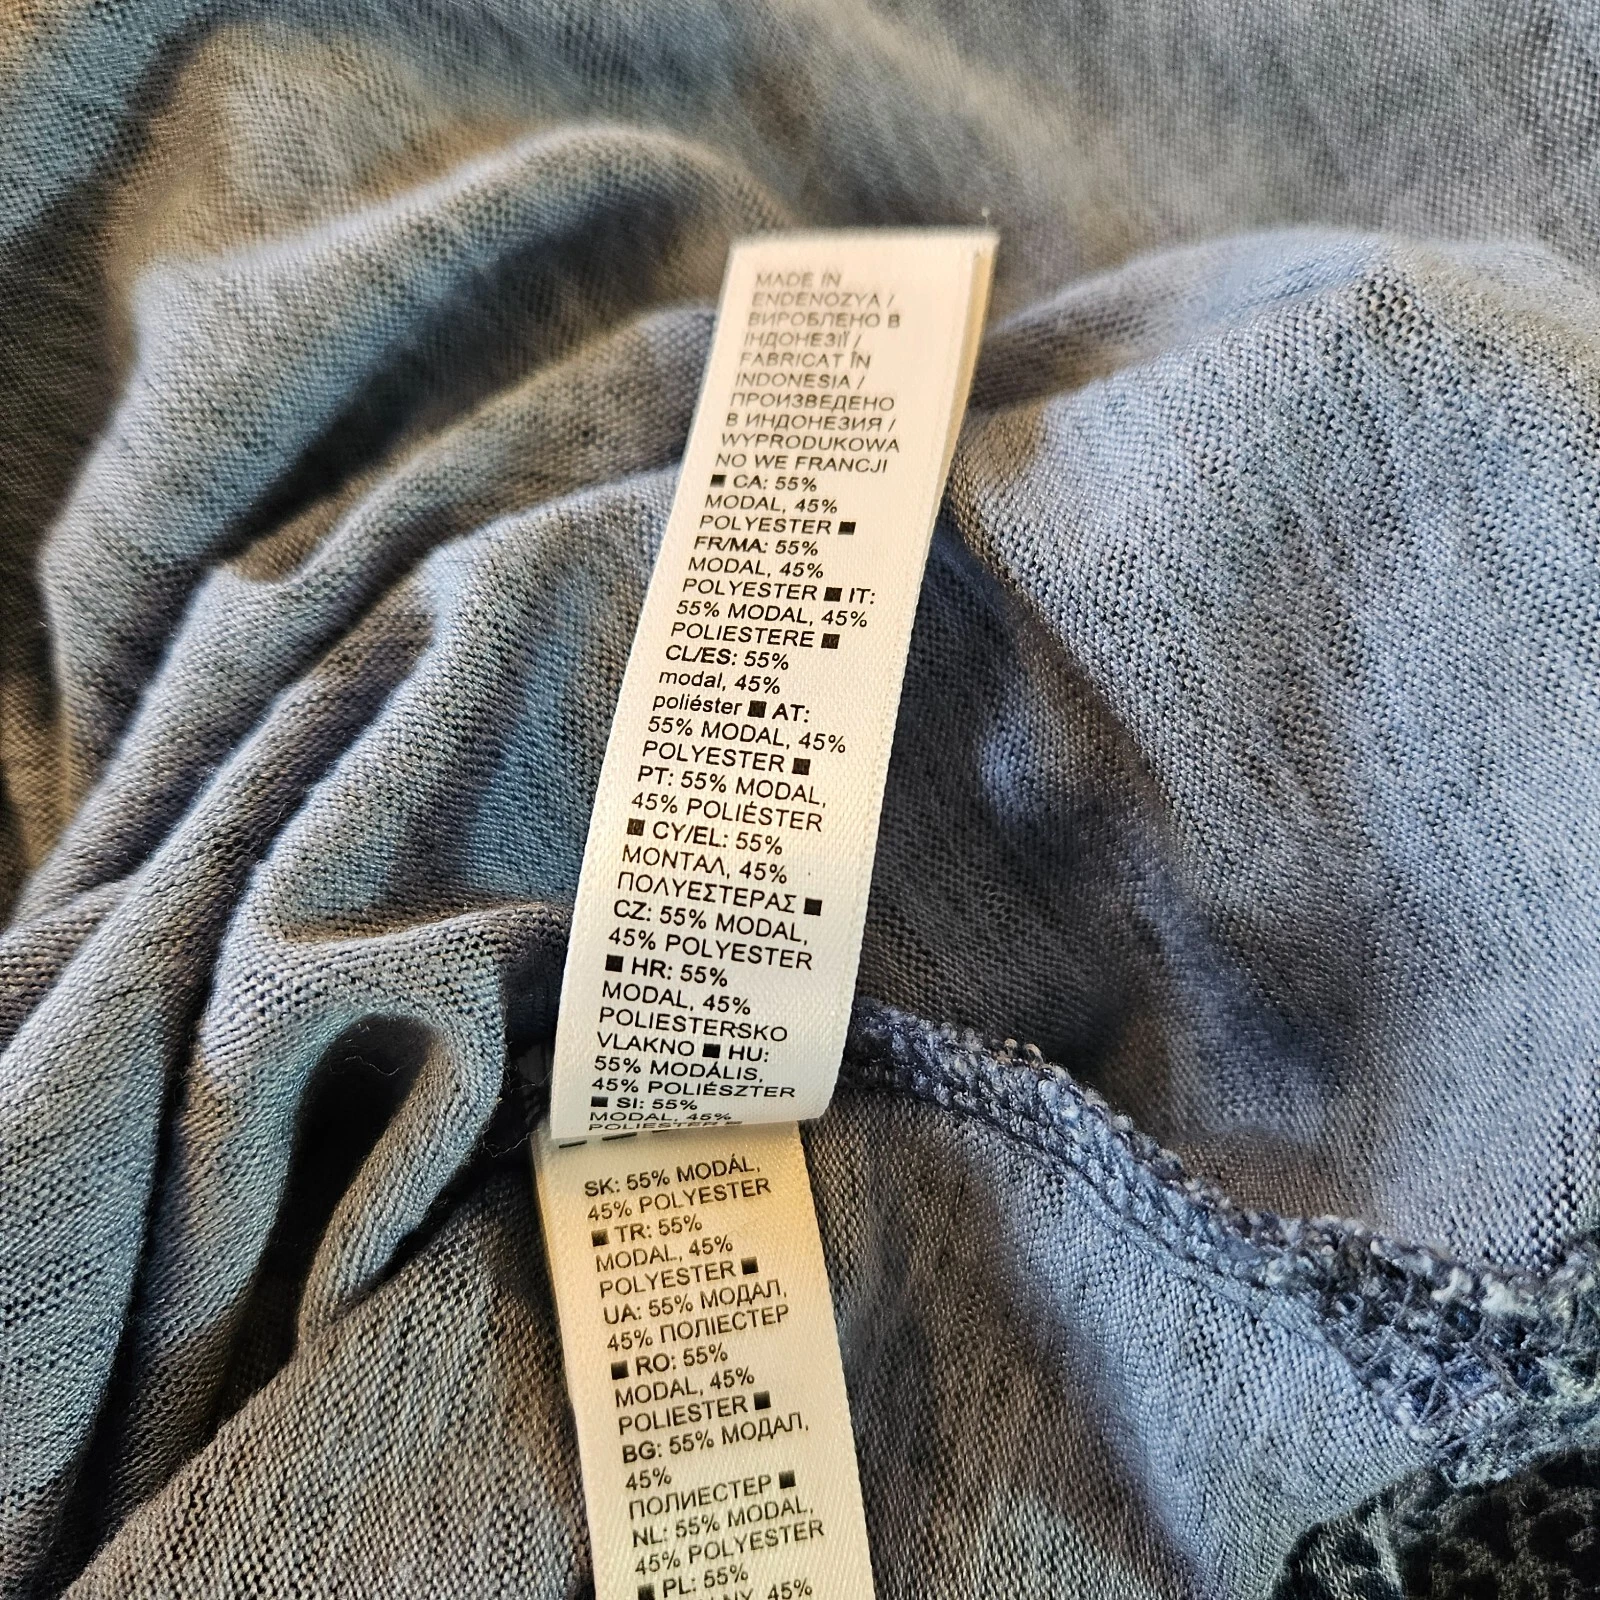 MADE IN
ENDENOZYA /
ВИРОБЛЕНО В
ІНДОНЕЗІЇ /
FABRICAT ÎN
INDONESIA /
ПРОИЗВЕДЕНО
В ИНДОНЕЗИЯ /
WYPRODUKOWA
NO WE FRANCJI
■ CA: 55%
MODAL, 45%
POLYESTER ■
FR/MA: 55%
MODAL, 45%
POLYESTER ■ IT:
55% MODAL, 45%
POLIESTERE ■
CL/ES: 55%
modal, 45%
poliéster ■ AT:
55% MODAL, 45%
POLYESTER ■
PT: 55% MODAL,
45% POLIÉSTER
■ CY/EL: 55%
ΜΟΝΤΑΛ, 45%
ΠΟΛΥΕΣΤΕΡΑΣ ■
CZ: 55% MODAL,
45% POLYESTER
■ HR: 55%
MODAL, 45%
POLIESTERSKO
VLAKNO ■ HU:
55% MODÁLIS,
45% POLIÉSZTER
■ SI: 55%
MODAL, 45%
POLIESTER ■
SK: 55% MODÁL,
45% POLYESTER
■ TR: 55%
MODAL, 45%
POLYESTER ■
UA: 55% МОДАЛ,
45% ПОЛІЕСТЕР
■ RO: 55%
MODAL, 45%
POLIESTER ■
BG: 55% МОДАЛ,
45%
ПОЛИЕСТЕР ■
NL: 55% MODAL,
45% POLYESTER
■ PL: 55%
45%